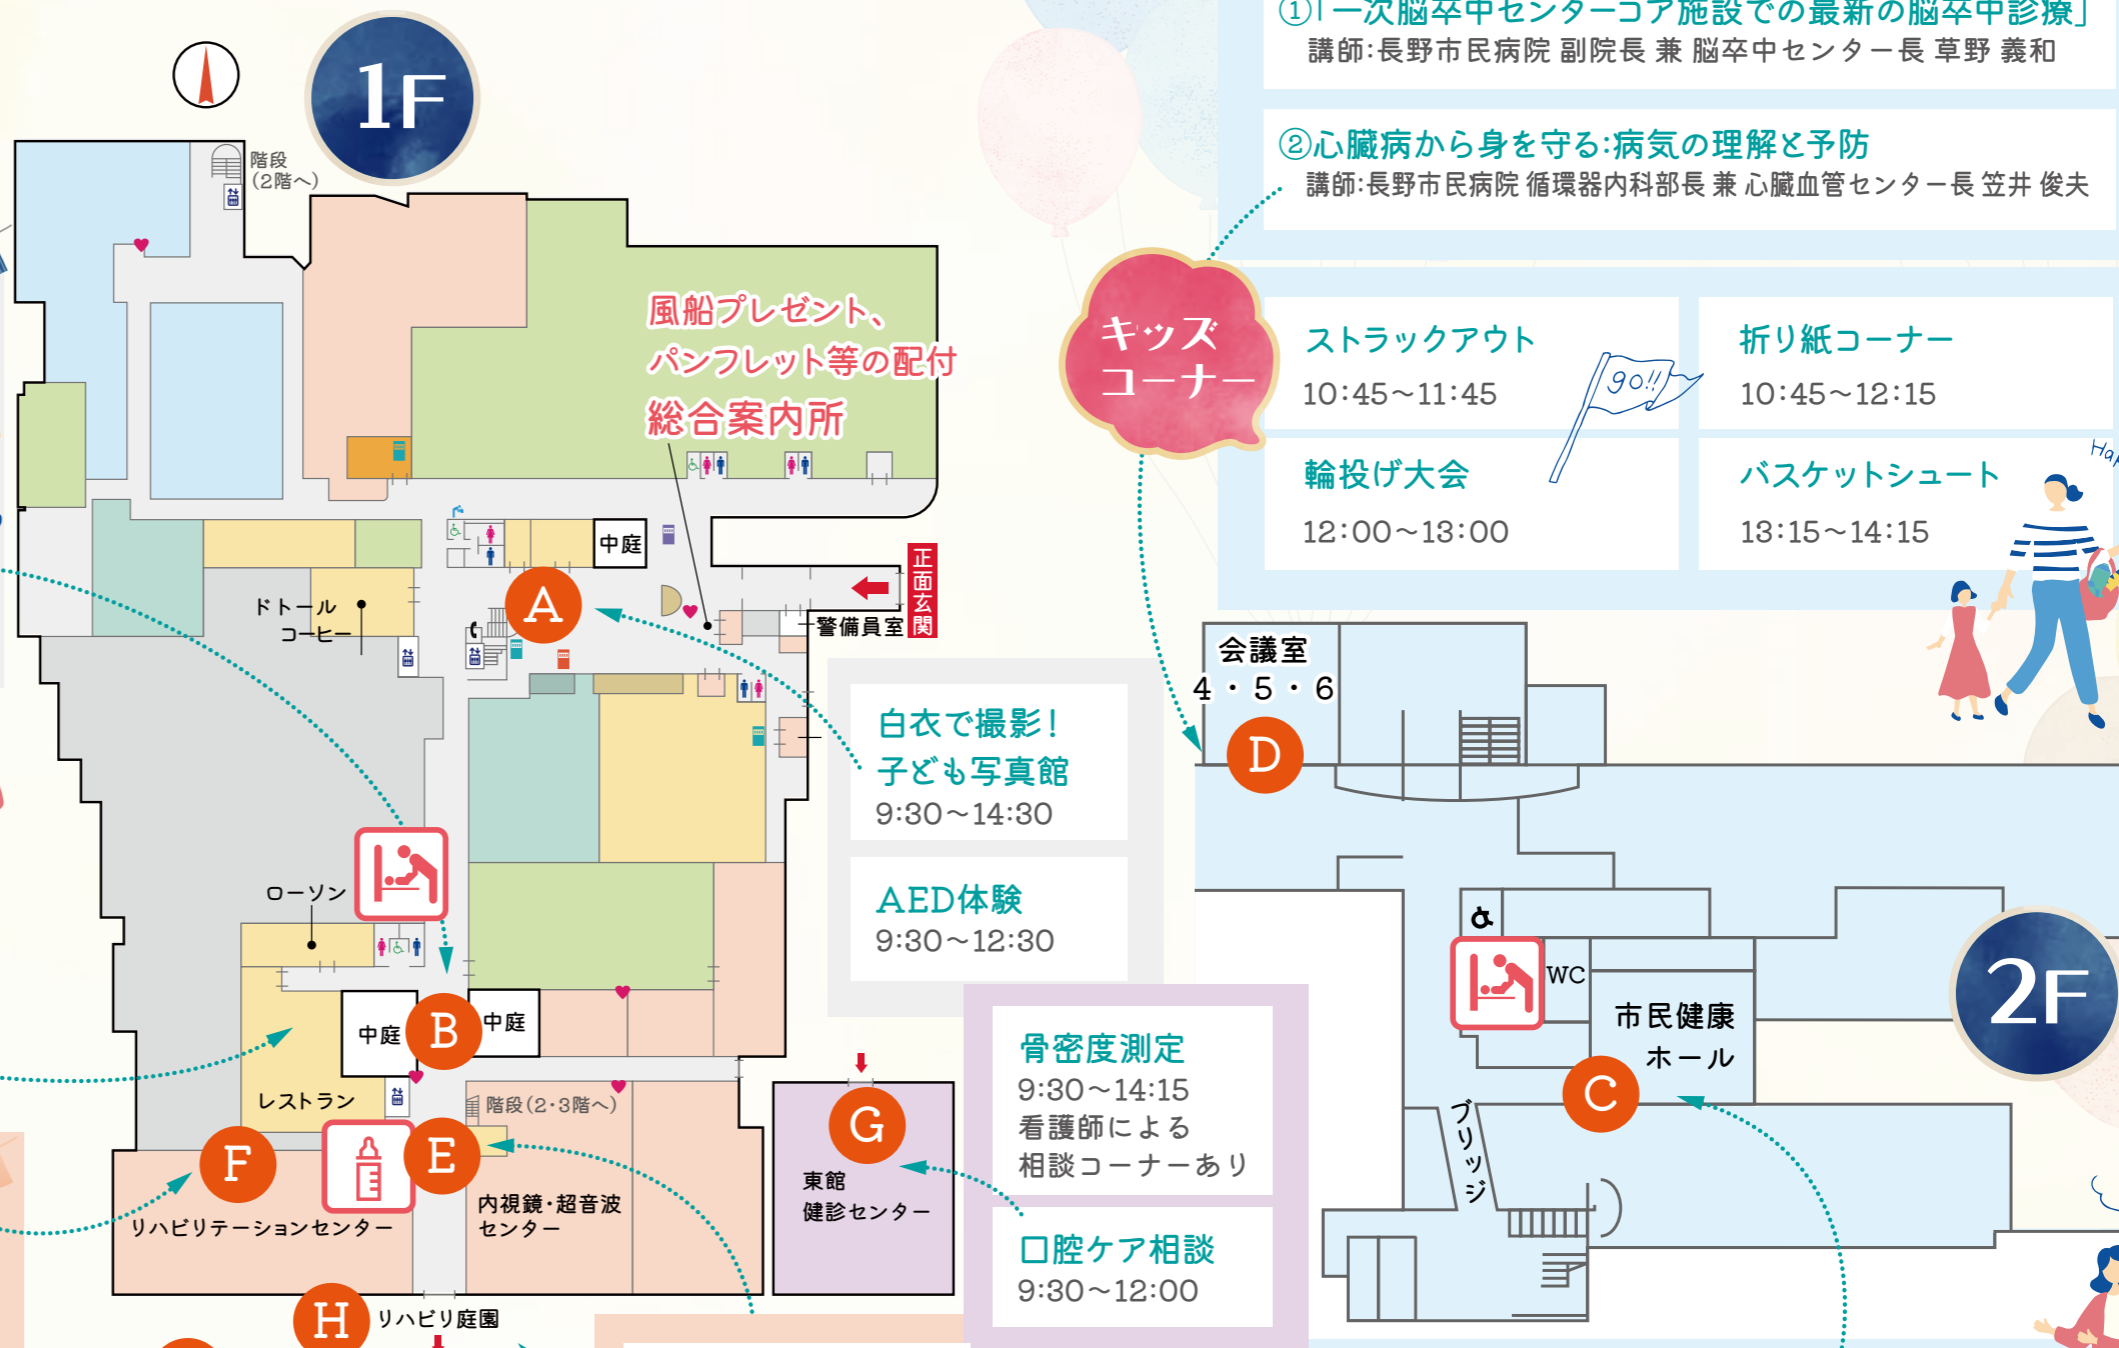 1F
階段
(2階へ)
風船プレゼント、
パンフレット等の配付
総合案内所
中庭
正面玄関
警備員室
A
ドトール
コーヒー
白衣で撮影！
子ども写真館
9:30〜14:30
AED体験
9:30〜12:30
ローソン
中庭
B
中庭
レストラン
階段(2・3階へ)
F
E
リハビリテーションセンター
内視鏡・超音波
センター
G
東館
健診センター
骨密度測定
9:30〜14:15
看護師による
相談コーナーあり
口腔ケア相談
9:30〜12:00
H
リハビリ庭園
①「一次脳卒中センターコア施設での最新の脳卒中診療」
講師:長野市民病院 副院長 兼 脳卒中センター長 草野 義和
②心臓病から身を守る:病気の理解と予防
講師:長野市民病院 循環器内科部長 兼 心臓血管センター長 笠井 俊夫
キッズ
コーナー
ストラックアウト
10:45〜11:45
go!!
折り紙コーナー
10:45〜12:15
輪投げ大会
12:00〜13:00
バスケットシュート
13:15〜14:15
会議室
4・5・6
D
WC
市民健康
ホール
C
ブリッジ
2F